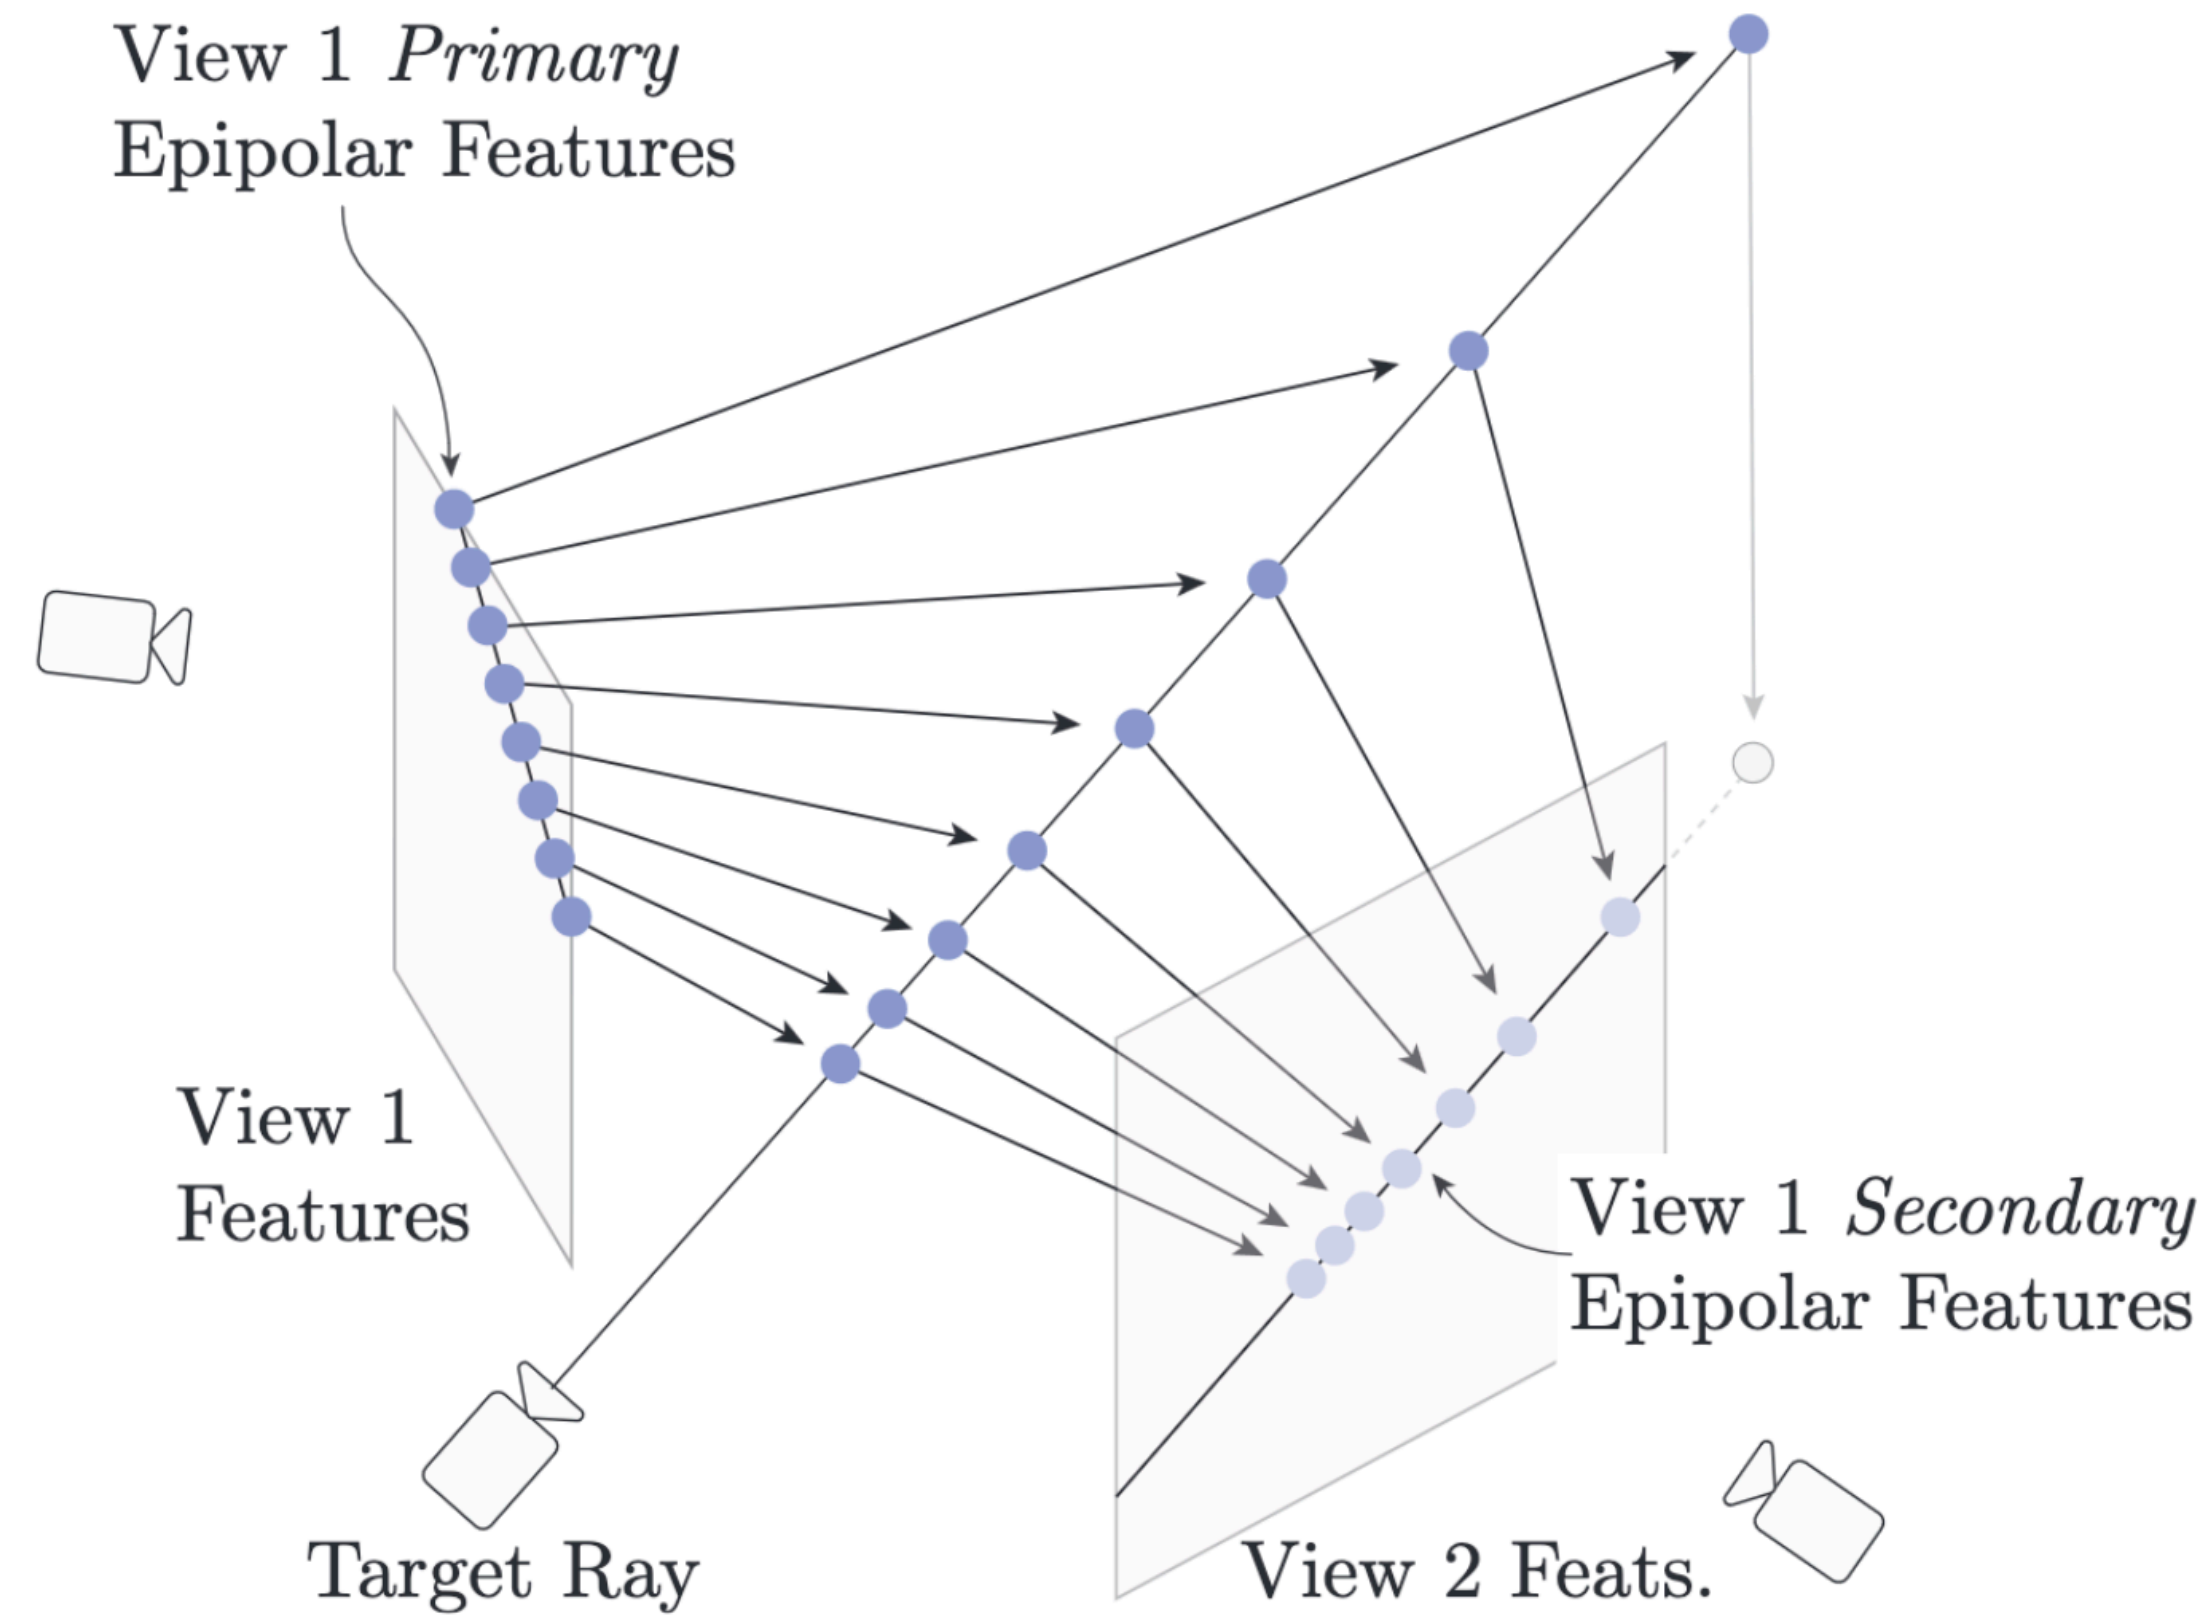 View 1 Primary
Epipolar Features
View 1
Features
View 1 Secondary
Epipolar Features
Target Ray
View 2 Feats.